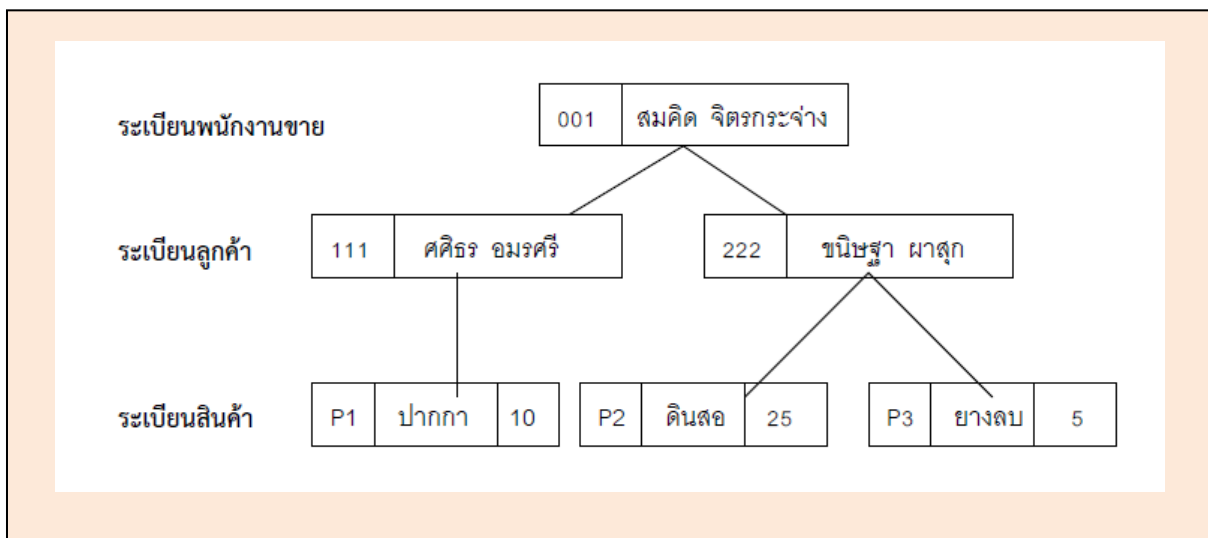 ระเบียนพนักงานขาย 001 สมคิด จิตรกระจ่าง
ระเบียนลูกค้า 111 ศศิธร อมรศรี 222 ขนิษฐา ผาสุก
ระเบียนสินค้า P1 ปากกา 10 P2 ดินสอ 25 P3 ยางลบ 5